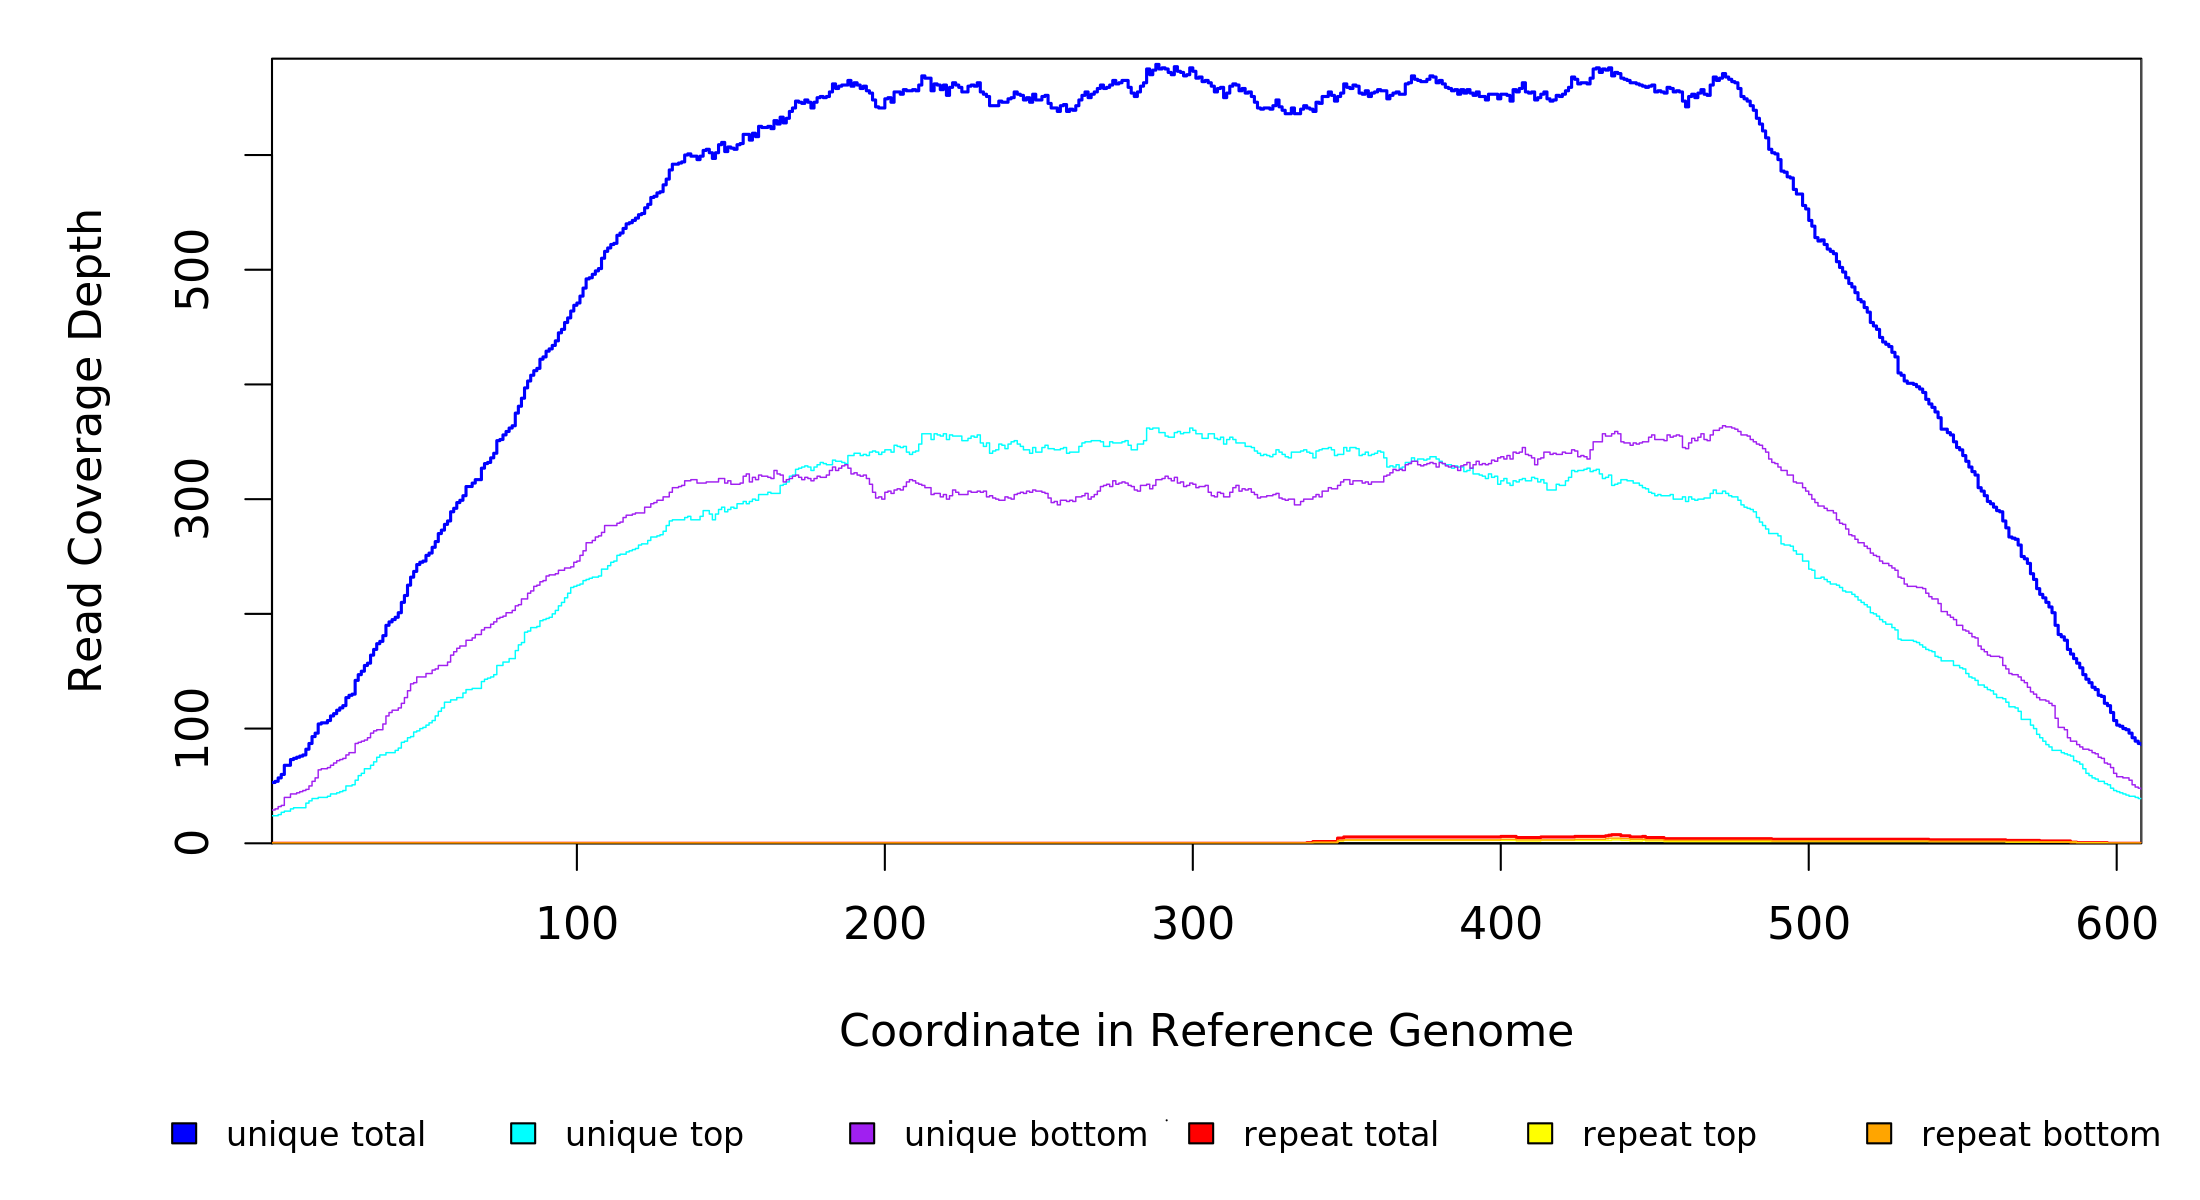 Read Coverage Depth
500
300
100
0
100 200 300 400 500 600
Coordinate in Reference Genome
unique total unique top unique bottom repeat total repeat top repeat bottom